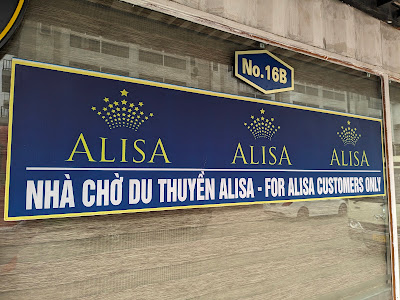 No.16B
ALISA ALISA ALISA
NHÀ CHỜ DU THUYỀN ALISA - FOR ALISA CUSTOMERS ONLY